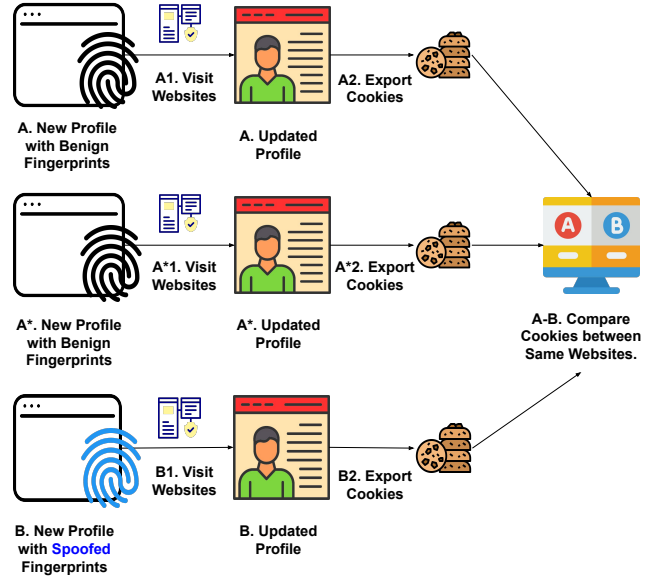 A1. Visit
Websites
A2. Export
Cookies
A. New Profile
with Benign
Fingerprints
A. Updated
Profile
A*1. Visit
Websites
A*2. Export
Cookies
A
B
A*. New Profile
with Benign
Fingerprints
A*. Updated
Profile
A-B. Compare
Cookies between
Same Websites.
B1. Visit
Websites
B2. Export
Cookies
B. New Profile
with Spoofed
Fingerprints
B. Updated
Profile